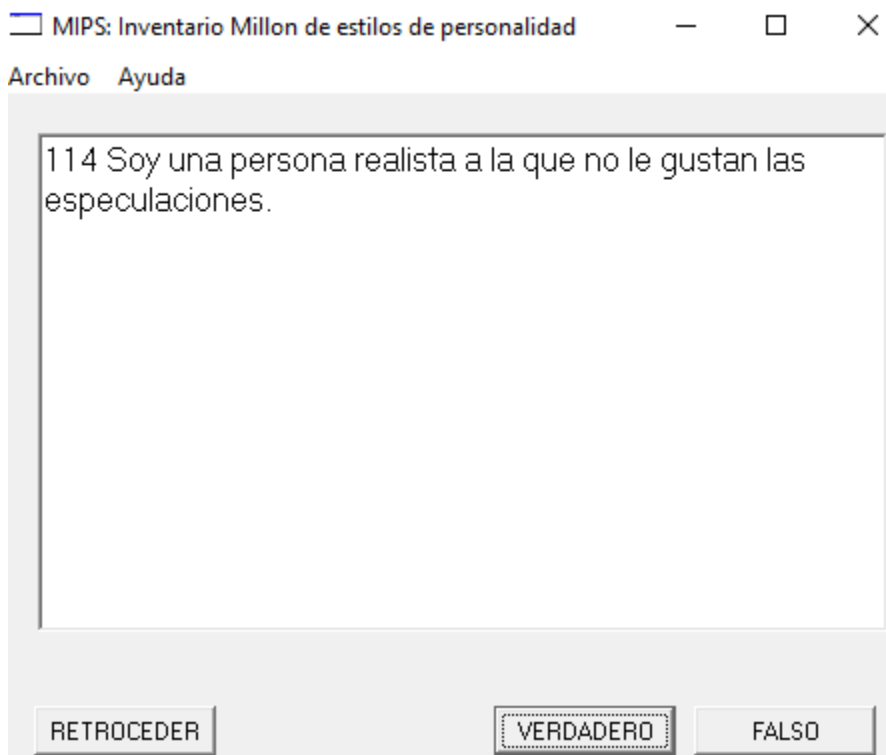 MIPS: Inventario Millon de estilos de personalidad
Archivo Ayuda
114 Soy una persona realista a la que no le gustan las
especulaciones.
RETROCEDER VERDADERO FALSO